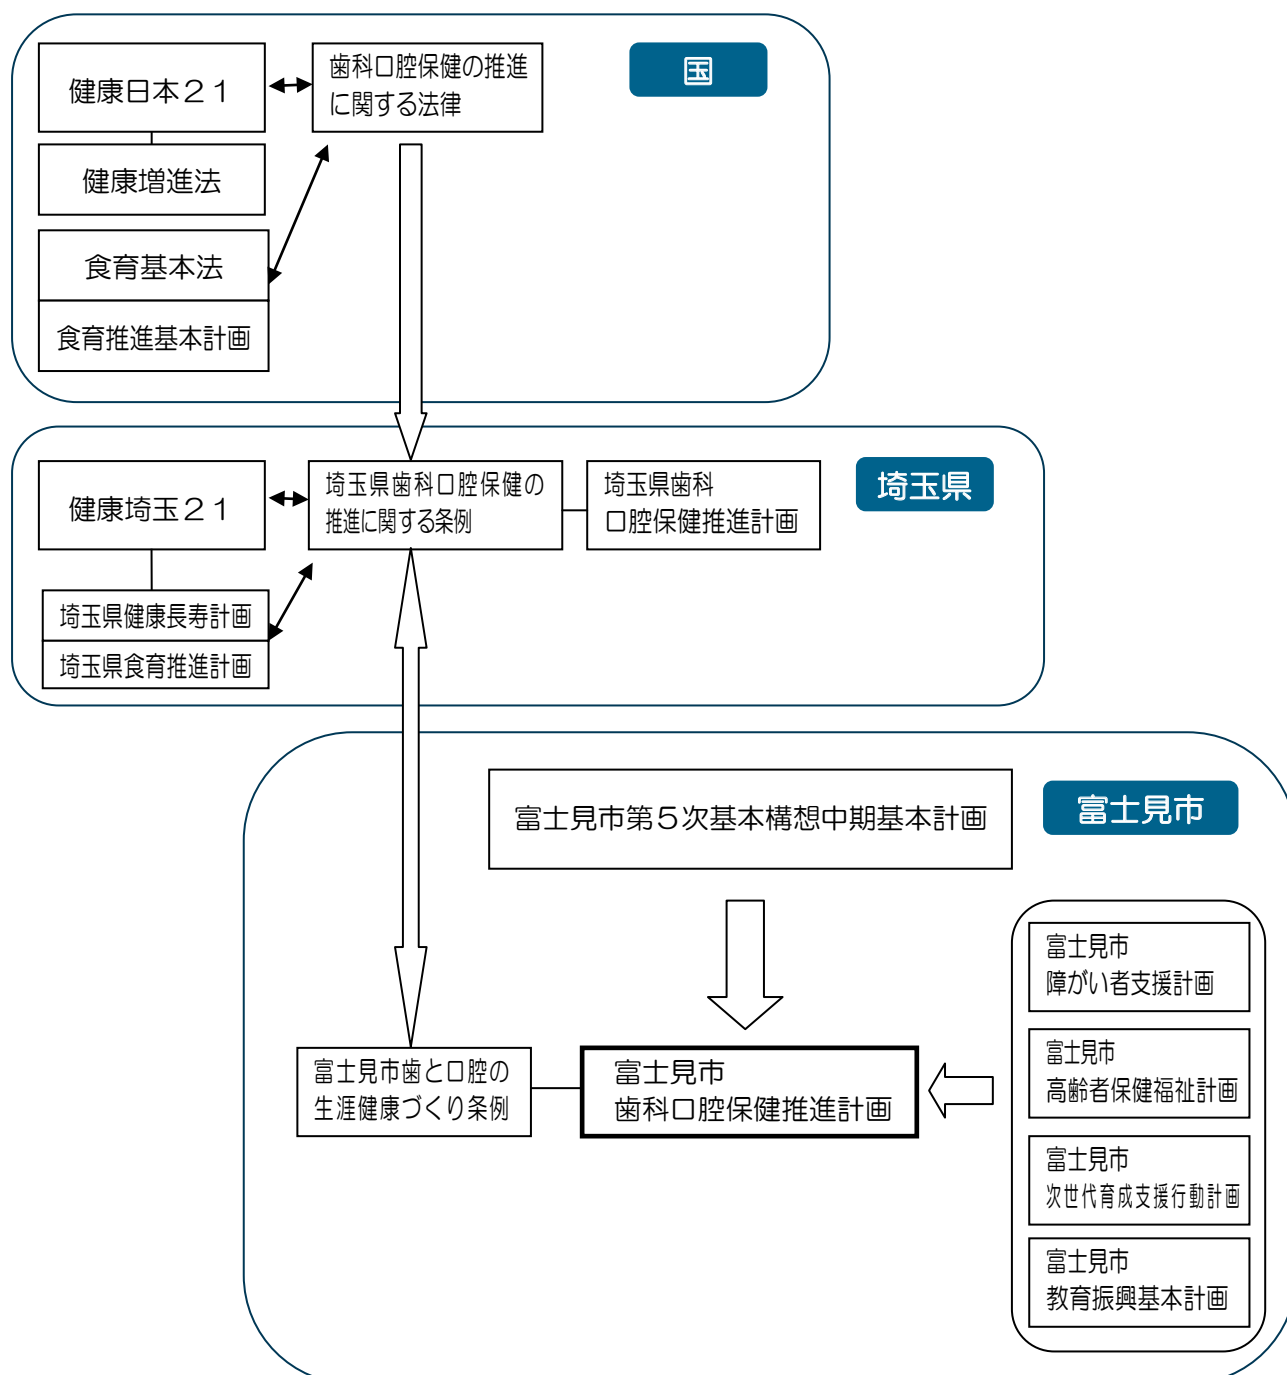 国
健康日本２１
歯科口腔保健の推進
に関する法律
健康増進法
食育基本法
食育推進基本計画
埼玉県
健康埼玉２１
埼玉県歯科口腔保健の
推進に関する条例
埼玉県歯科
口腔保健推進計画
埼玉県健康長寿計画
埼玉県食育推進計画
富士見市
富士見市第５次基本構想中期基本計画
富士見市歯と口腔の
生涯健康づくり条例
富士見市
歯科口腔保健推進計画
富士見市
障がい者支援計画
富士見市
高齢者保健福祉計画
富士見市
次世代育成支援行動計画
富士見市
教育振興基本計画